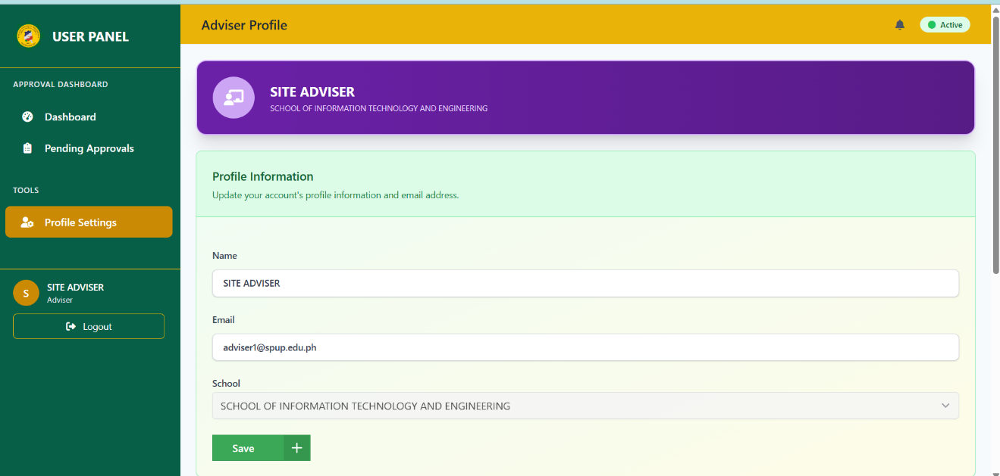 USER PANEL
APPROVAL DASHBOARD
Dashboard
Pending Approvals
TOOLS
Profile Settings
S
SITE ADVISER
Adviser
Logout
Adviser Profile
Active
SITE ADVISER
SCHOOL OF INFORMATION TECHNOLOGY AND ENGINEERING
Profile Information
Update your account's profile information and email address.
Name
SITE ADVISER
Email
adviser1@spup.edu.ph
School
SCHOOL OF INFORMATION TECHNOLOGY AND ENGINEERING
Save